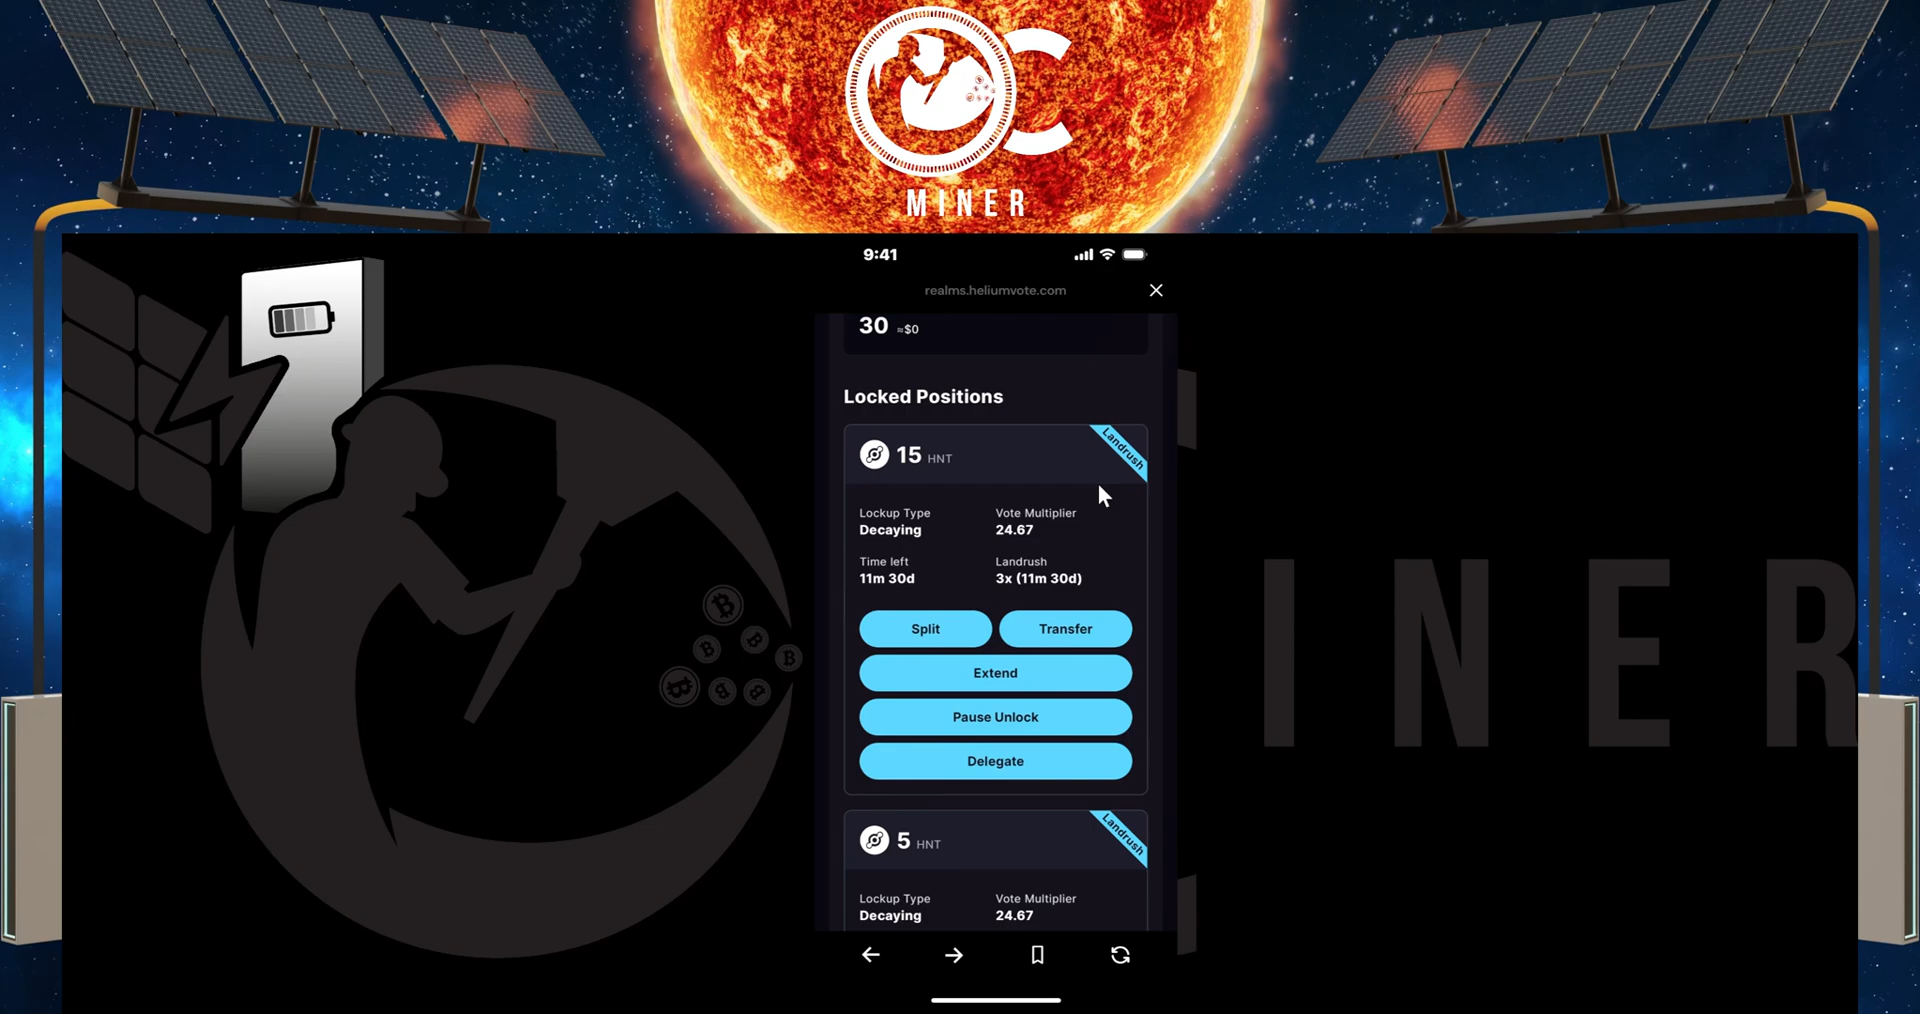 C
MINER
9:41
realms.heliumvote.com
30 ≈$0
Locked Positions
15 HNT
Landrush
Lockup Type
Vote Multiplier
Decaying
24.67
Time left
Landrush
11m 30d
3x (11m 30d)
Split
Transfer
Extend
Pause Unlock
Delegate
5 HNT
Landrush
Lockup Type
Vote Multiplier
Decaying
24.67
INER